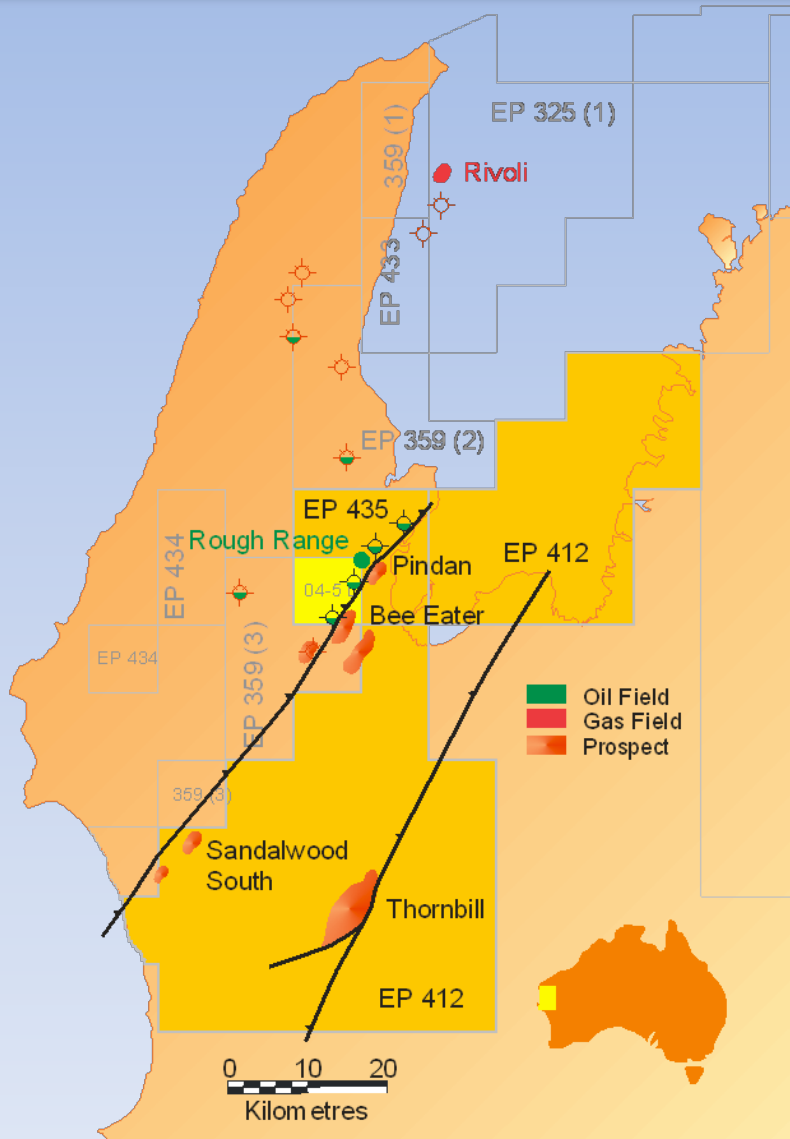 EP 325 (1)
359 (1)
Rivoli
EP 433
EP 359 (2)
EP 435
Rough Range
EP 412
Pindan
EP 434
04-5
Bee Eater
EP 434
EP 359 (3)
Oil Field
Gas Field
Prospect
359 (3)
Sandalwood
South
Thornbill
EP 412
0 10 20
Kilometres